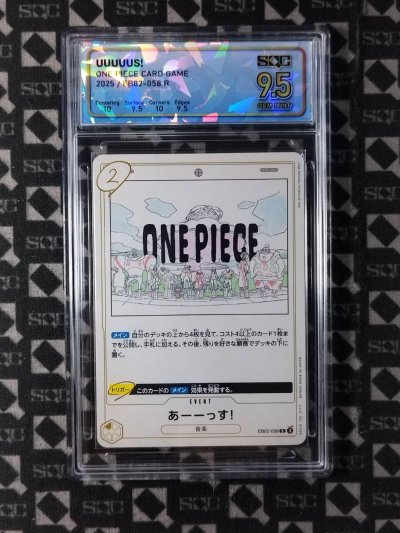 UUUUUS!
ONE PIECE CARD GAME
2025 / EB02-058 R
Centering Surface Corners Edges
10 9.5 10 9.5
SQC
9.5
GEM MINT
2
ONE PIECE
メイン 自分のデッキの上から4枚を見て、コスト4以上のカード1枚ま
でを公開し、手札に加える。その後、残りを好きな順番でデッキの下に
置く。
トリガー このカードの メイン 効果を発動する。
EVENT
あーーっす!
音楽
EB02-058 R